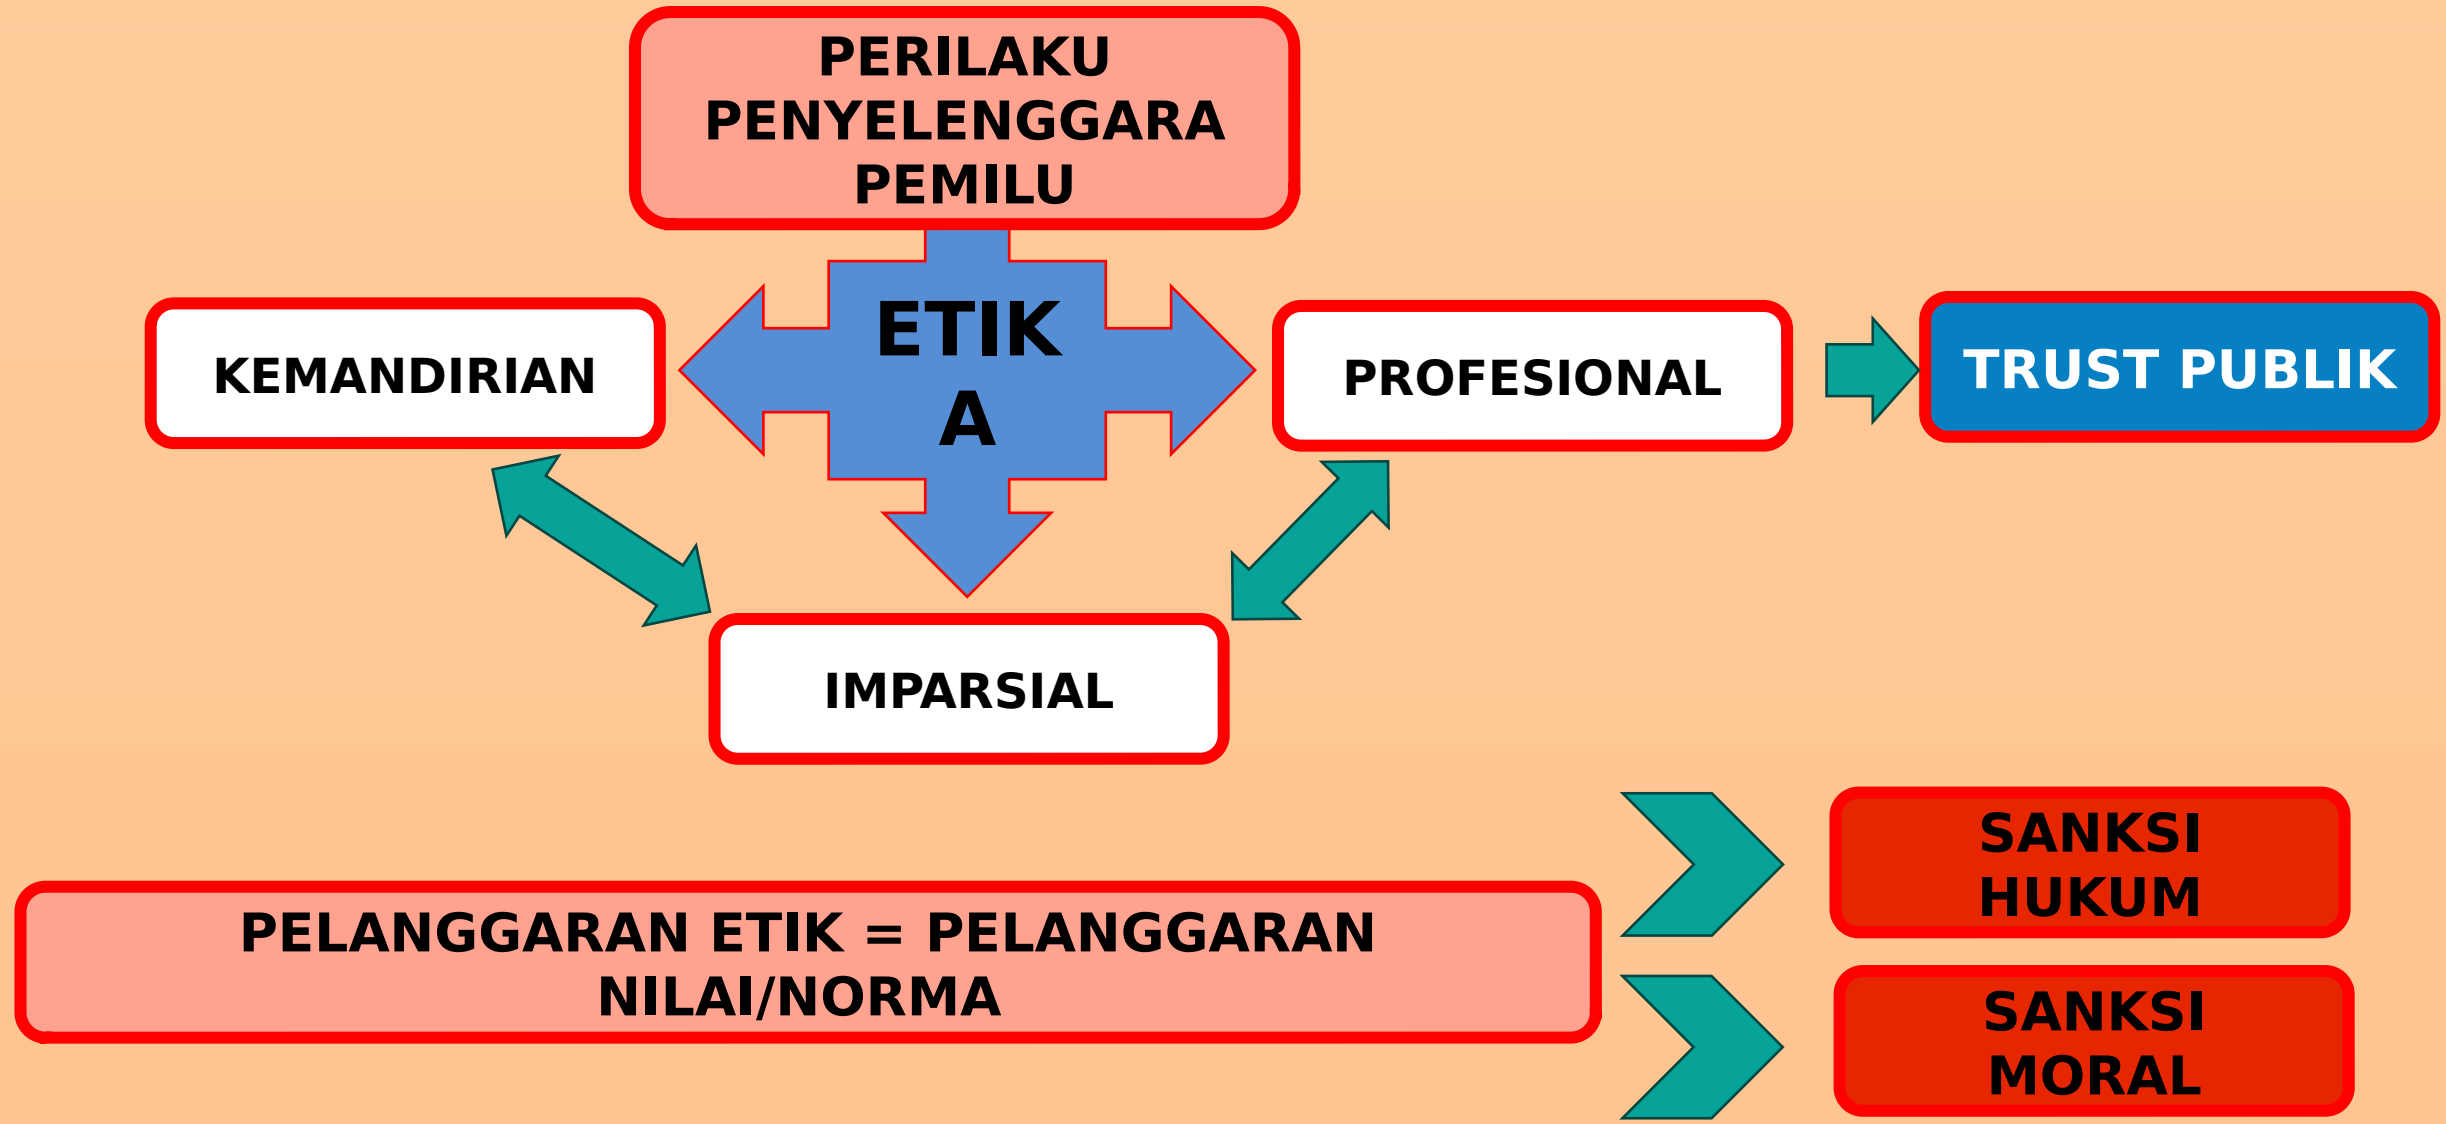 PERILAKU
PENYELENGGARA
PEMILU
ETIK
A
KEMANDIRIAN
PROFESIONAL
TRUST PUBLIK
IMPARSIAL
PELANGGARAN ETIK = PELANGGARAN
NILAI/NORMA
SANKSI
HUKUM
SANKSI
MORAL